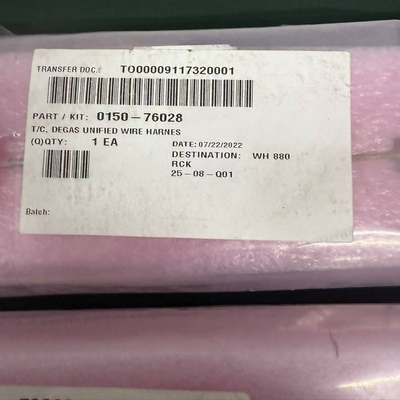 TRANSFER DOC.: TO00009117320001
PART / KIT: 0150-76028
T/C, DEGAS UNIFIED WIRE HARNES
(Q)QTY: 1 EA
DATE: 07/22/2022
DESTINATION: WH 880
RCK
25-08-Q01
Batch: